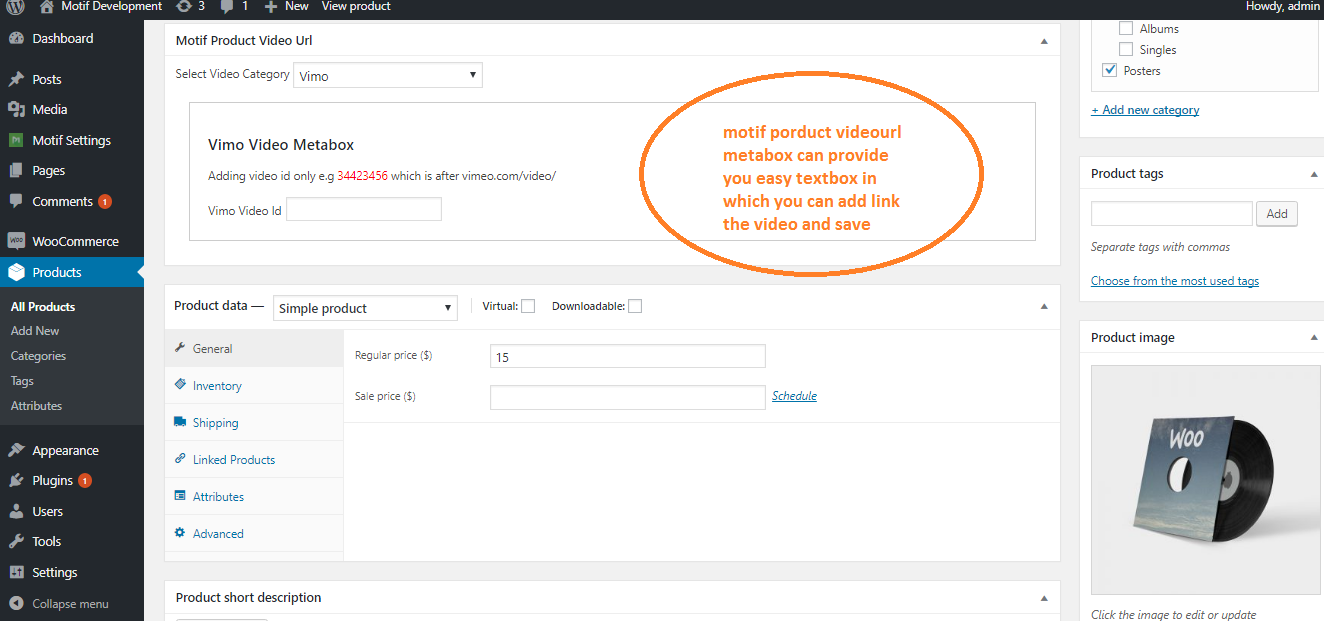 Motif Development 3 1 New View product Howdy, admin
Dashboard
Posts
Media
Motif Settings
Pages
Comments 1
WooCommerce
Products
All Products
Add New
Categories
Tags
Attributes
Appearance
Plugins 1
Users
Tools
Settings
Collapse menu
Motif Product Video Url
Select Video Category Vimo
Vimo Video Metabox
Adding video id only e.g 34423456 which is after vimeo.com/video/
Vimo Video Id
motif porduct videourl
metabox can provide
you easy textbox in
which you can add link
the video and save
Product data — Simple product Virtual: Downloadable:
General
Inventory
Shipping
Linked Products
Attributes
Advanced
Regular price ($) 15
Sale price ($) Schedule
Product short description
Albums
Singles
Posters
+ Add new category
Product tags
Add
Separate tags with commas
Choose from the most used tags
Product image
WOO
Click the image to edit or update